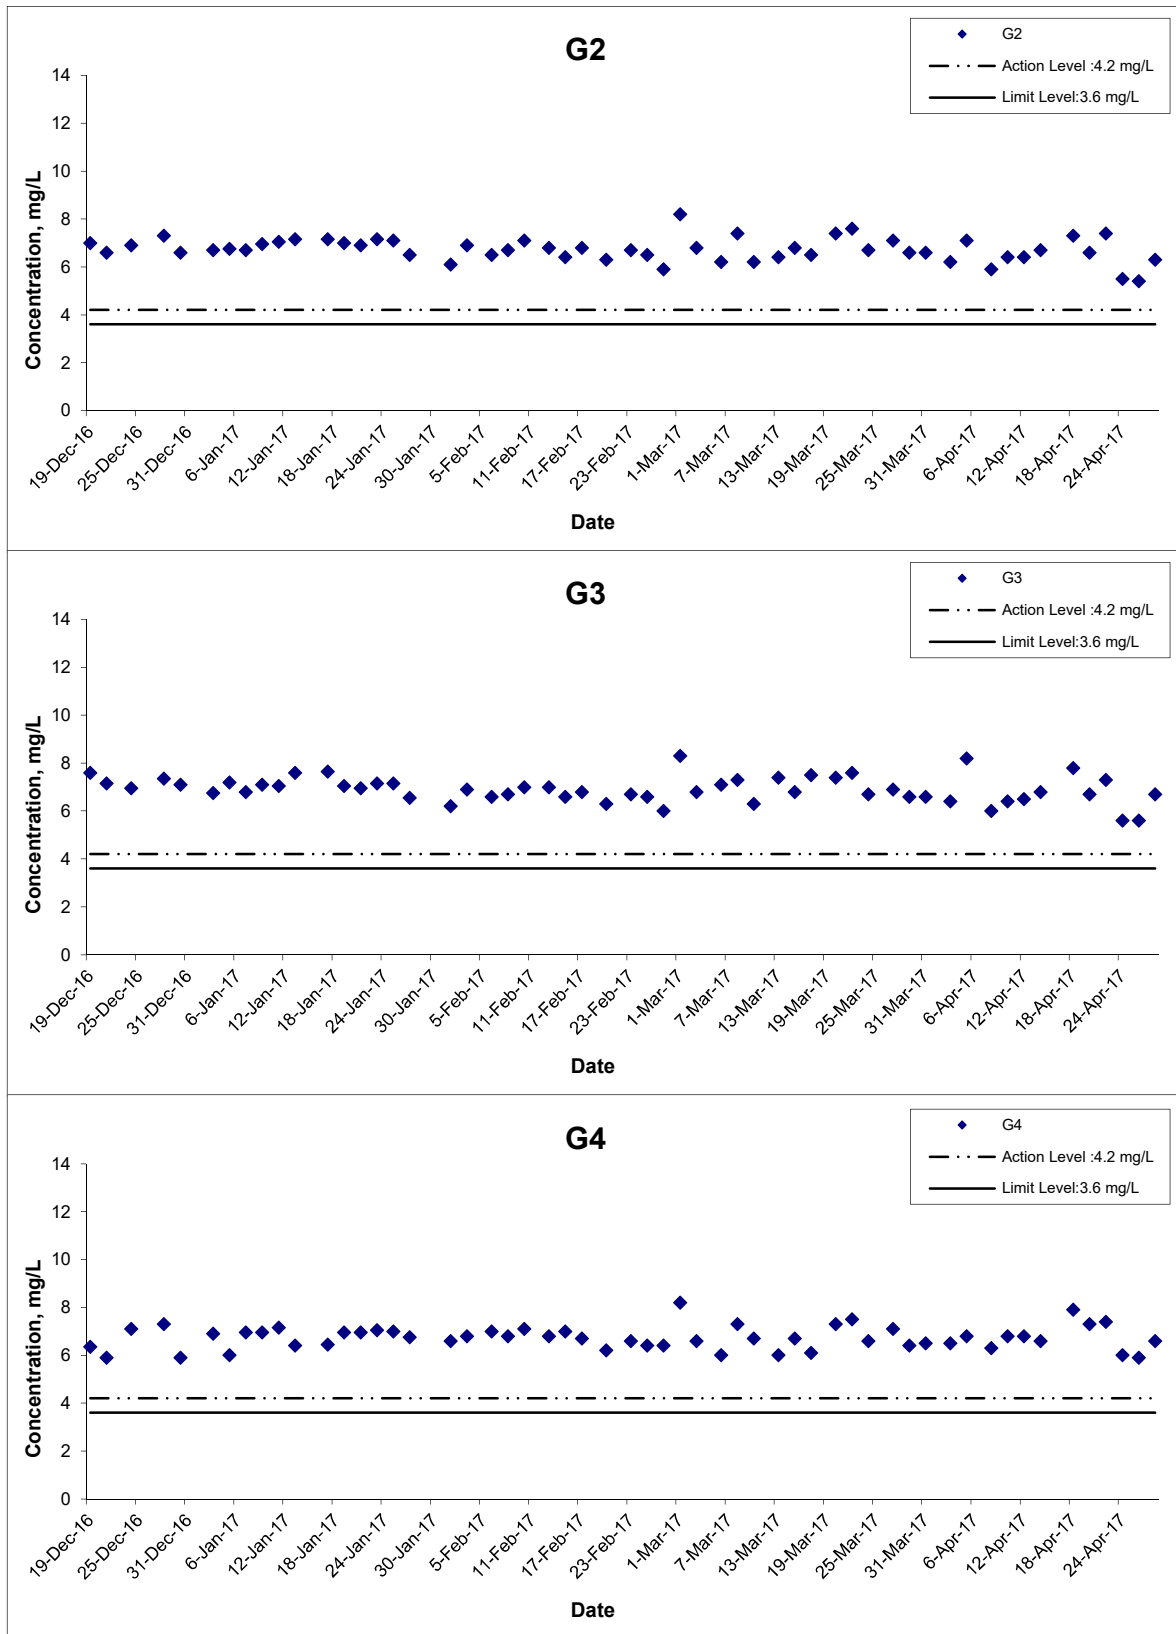 G2
G2
Action Level :4.2 mg/L
Limit Level:3.6 mg/L
Concentration, mg/L
14
12
10
8
6
4
2
0
19-Dec-16
25-Dec-16
31-Dec-16
6-Jan-17
12-Jan-17
18-Jan-17
24-Jan-17
30-Jan-17
5-Feb-17
11-Feb-17
17-Feb-17
23-Feb-17
1-Mar-17
7-Mar-17
13-Mar-17
19-Mar-17
25-Mar-17
31-Mar-17
6-Apr-17
12-Apr-17
18-Apr-17
24-Apr-17
Date
G3
G3
Action Level :4.2 mg/L
Limit Level:3.6 mg/L
Concentration, mg/L
14
12
10
8
6
4
2
0
19-Dec-16
25-Dec-16
31-Dec-16
6-Jan-17
12-Jan-17
18-Jan-17
24-Jan-17
30-Jan-17
5-Feb-17
11-Feb-17
17-Feb-17
23-Feb-17
1-Mar-17
7-Mar-17
13-Mar-17
19-Mar-17
25-Mar-17
31-Mar-17
6-Apr-17
12-Apr-17
18-Apr-17
24-Apr-17
Date
G4
G4
Action Level :4.2 mg/L
Limit Level:3.6 mg/L
Concentration, mg/L
14
12
10
8
6
4
2
0
19-Dec-16
25-Dec-16
31-Dec-16
6-Jan-17
12-Jan-17
18-Jan-17
24-Jan-17
30-Jan-17
5-Feb-17
11-Feb-17
17-Feb-17
23-Feb-17
1-Mar-17
7-Mar-17
13-Mar-17
19-Mar-17
25-Mar-17
31-Mar-17
6-Apr-17
12-Apr-17
18-Apr-17
24-Apr-17
Date